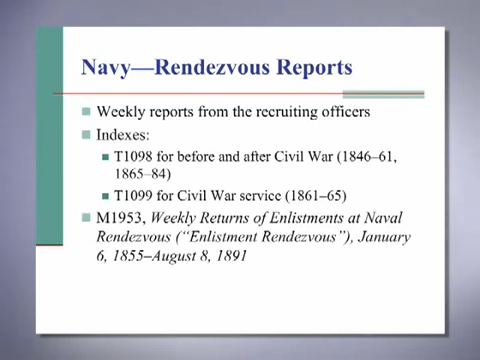 Navy—Rendezvous Reports
Weekly reports from the recruiting officers
Indexes:
T1098 for before and after Civil War (1846–61,
1865–84)
T1099 for Civil War service (1861–65)
M1953, Weekly Returns of Enlistments at Naval
Rendezvous (“Enlistment Rendezvous”), January
6, 1855–August 8, 1891